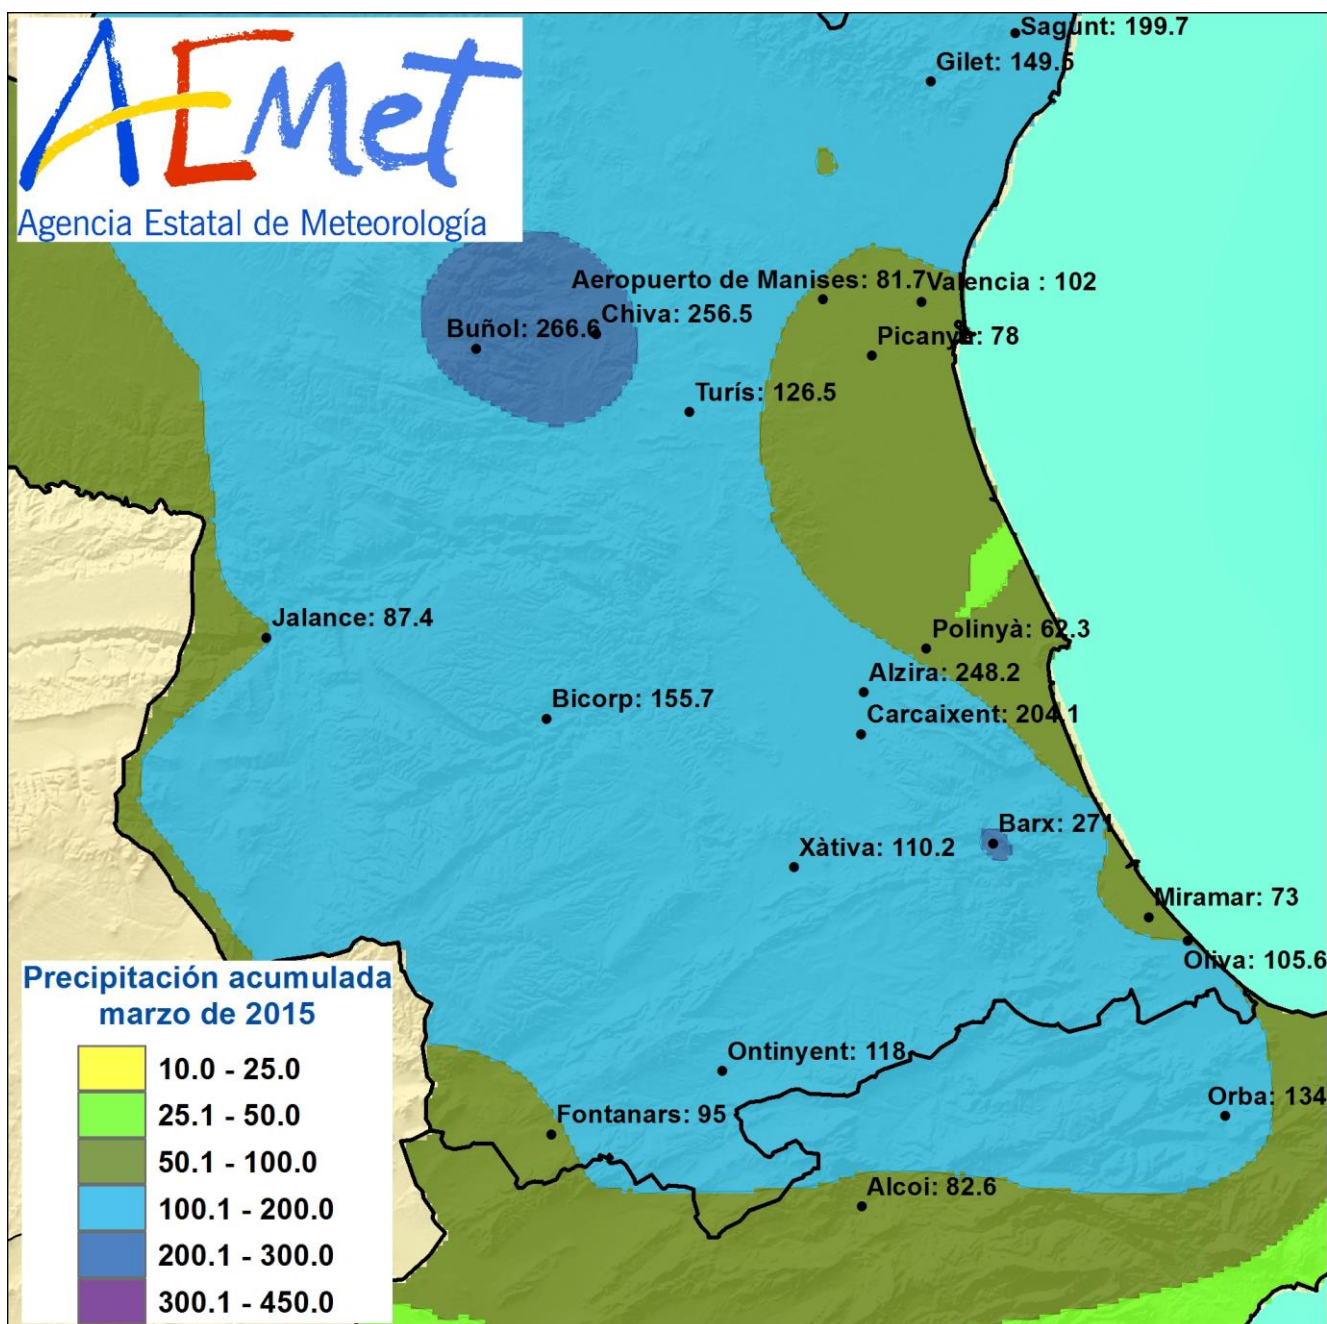 AEMet
Agencia Estatal de Meteorología
Sagunt: 199.7
Gilet: 149.5
Aeropuerto de Manises: 81.7
Valencia : 102
Chiva: 256.5
Buñol: 266.6
Picanya: 78
Turís: 126.5
Jalance: 87.4
Polinyà: 62.3
Alzira: 248.2
Bicorp: 155.7
Carcaixent: 204.1
Barx: 271
Xàtiva: 110.2
Miramar: 73
Oliva: 105.6
Precipitación acumulada
marzo de 2015
10.0 - 25.0
25.1 - 50.0
50.1 - 100.0
100.1 - 200.0
200.1 - 300.0
300.1 - 450.0
Ontinyent: 118
Orba: 134
Fontanars: 95
Alcoi: 82.6